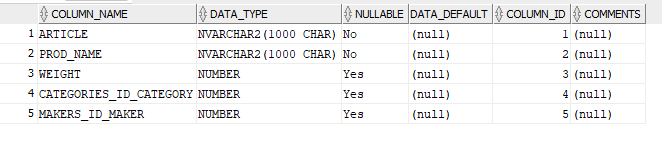 COLUMN_NAME DATA_TYPE NULLABLE DATA_DEFAULT COLUMN_ID COMMENTS
1 ARTICLE NVARCHAR2(1000 CHAR) No (null) 1 (null)
2 PROD_NAME NVARCHAR2(1000 CHAR) No (null) 2 (null)
3 WEIGHT NUMBER Yes (null) 3 (null)
4 CATEGORIES_ID_CATEGORY NUMBER Yes (null) 4 (null)
5 MAKERS_ID_MAKER NUMBER Yes (null) 5 (null)